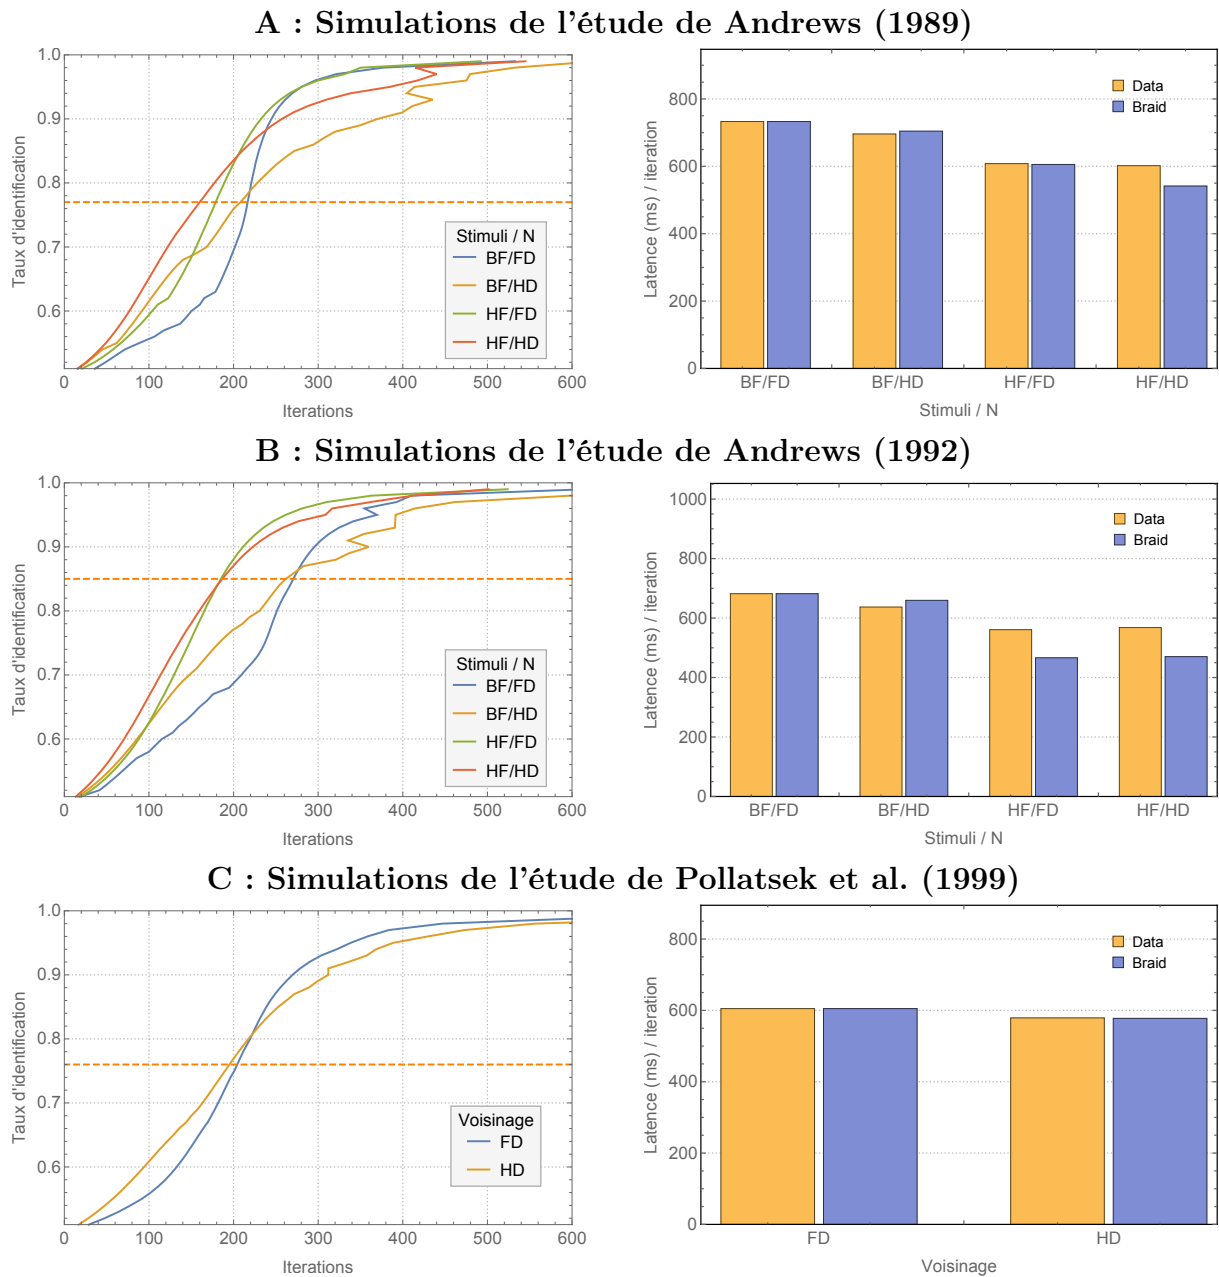 A : Simulations de l'étude de Andrews (1989)
Taux d'identification
1.0
0.9
0.8
0.7
0.6
0
100
200
300
400
500
600
Iterations
Stimuli / N
BF/FD
BF/HD
HF/FD
HF/HD
Latence (ms) / iteration
800
600
400
200
0
Data
Braid
BF/FD
BF/HD
HF/FD
HF/HD
Stimuli / N
B : Simulations de l'étude de Andrews (1992)
Taux d'identification
1.0
0.9
0.8
0.7
0.6
0
100
200
300
400
500
600
Iterations
Stimuli / N
BF/FD
BF/HD
HF/FD
HF/HD
Latence (ms) / iteration
1000
800
600
400
200
0
Data
Braid
BF/FD
BF/HD
HF/FD
HF/HD
Stimuli / N
C : Simulations de l'étude de Pollatsek et al. (1999)
Taux d'identification
1.0
0.9
0.8
0.7
0.6
0
100
200
300
400
500
600
Iterations
Voisinage
FD
HD
Latence (ms) / iteration
800
600
400
200
0
Data
Braid
FD
HD
Voisinage